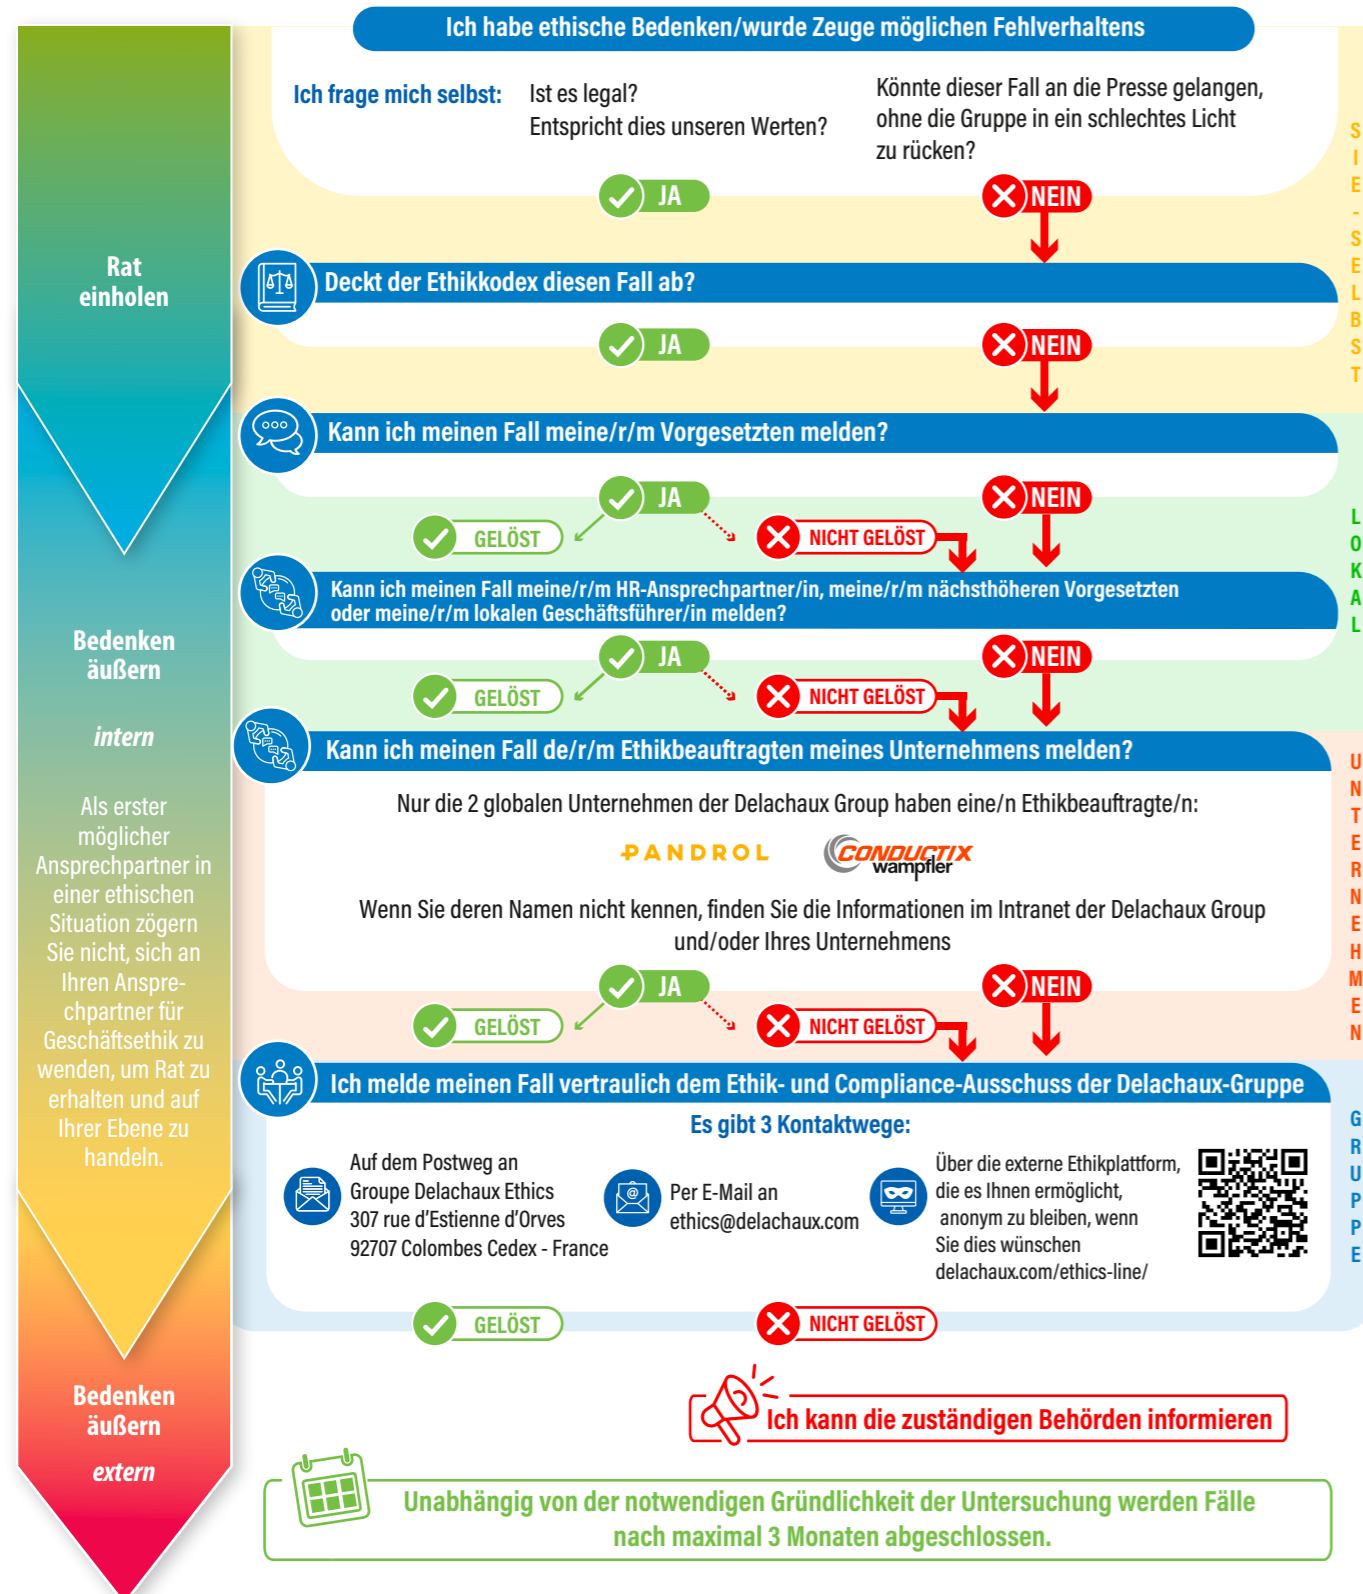 Ich habe ethische Bedenken/wurde Zeuge möglichen Fehlverhaltens
Ich frage mich selbst:
Ist es legal?
Entspricht dies unseren Werten?
Könnte dieser Fall an die Presse gelangen,
ohne die Gruppe in ein schlechtes Licht
zu rücken?
JA
NEIN
SIE-SELBST
Rat
einholen
Deckt der Ethikkodex diesen Fall ab?
JA
NEIN
Kann ich meinen Fall meine/r/m Vorgesetzten melden?
JA
NEIN
GELÖST
NICHT GELÖST
LOKAL
Kann ich meinen Fall meine/r/m HR-Ansprechpartner/in, meine/r/m nächsthöheren Vorgesetzten
oder meine/r/m lokalen Geschäftsführer/in melden?
JA
NEIN
GELÖST
NICHT GELÖST
Bedenken
äußern
intern
Als erster
möglicher
Ansprechpartner in
einer ethischen
Situation zögern
Sie nicht, sich an
Ihren Anspre-
chpartner für
Geschäftsethik zu
wenden, um Rat zu
erhalten und auf
Ihrer Ebene zu
handeln.
Kann ich meinen Fall de/r/m Ethikbeauftragten meines Unternehmens melden?
Nur die 2 globalen Unternehmen der Delachaux Group haben eine/n Ethikbeauftragte/n:
PANDROL
CONDUCTIX
wampfler
Wenn Sie deren Namen nicht kennen, finden Sie die Informationen im Intranet der Delachaux Group
und/oder Ihres Unternehmens
JA
NEIN
GELÖST
NICHT GELÖST
UNTERNEHMEN
Ich melde meinen Fall vertraulich dem Ethik- und Compliance-Ausschuss der Delachaux-Gruppe
Es gibt 3 Kontaktwege:
Auf dem Postweg an
Groupe Delachaux Ethics
307 rue d'Estienne d'Orves
92707 Colombes Cedex - France
Per E-Mail an
ethics@delachaux.com
Über die externe Ethikplattform,
die es Ihnen ermöglicht,
anonym zu bleiben, wenn
Sie dies wünschen
delachaux.com/ethics-line/
GRUPPE
GELÖST
NICHT GELÖST
Bedenken
äußern
extern
Ich kann die zuständigen Behörden informieren
Unabhängig von der notwendigen Gründlichkeit der Untersuchung werden Fälle
nach maximal 3 Monaten abgeschlossen.